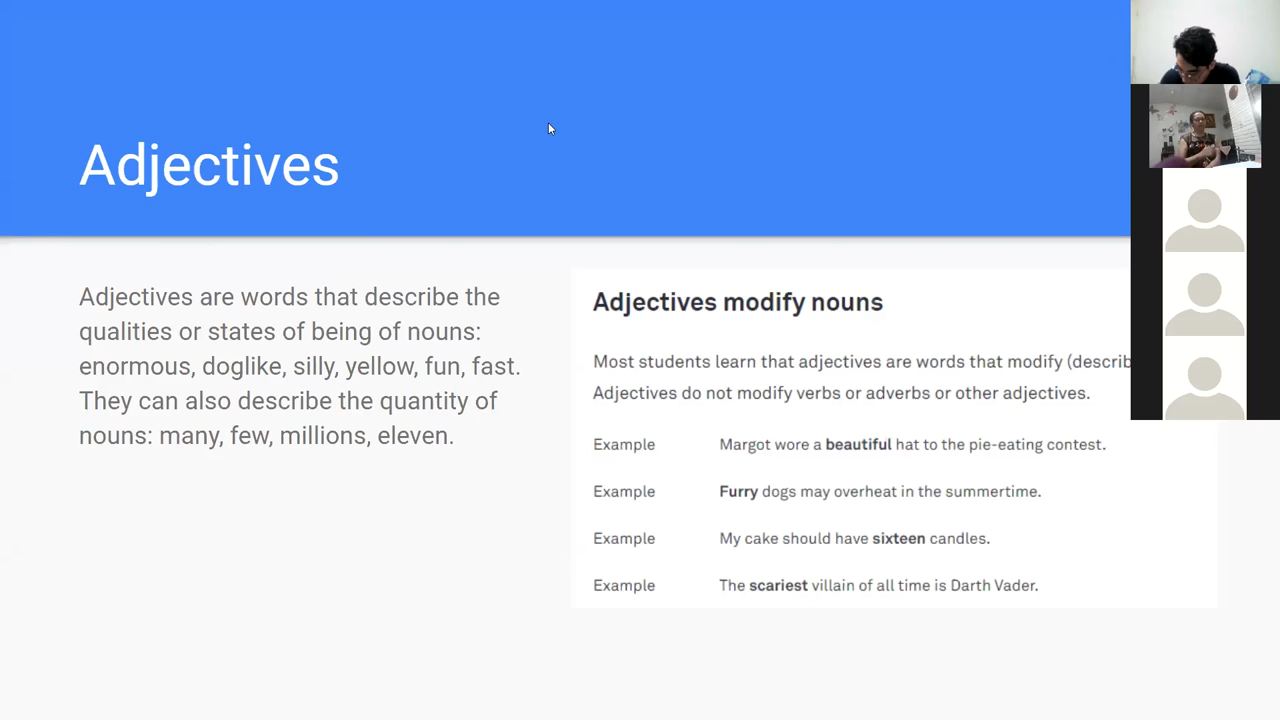 Adjectives
Adjectives are words that describe the
qualities or states of being of nouns:
enormous, doglike, silly, yellow, fun, fast.
They can also describe the quantity of
nouns: many, few, millions, eleven.
Adjectives modify nouns
Most students learn that adjectives are words that modify (describ
Adjectives do not modify verbs or adverbs or other adjectives.
Example Margot wore a beautiful hat to the pie-eating contest.
Example Furry dogs may overheat in the summertime.
Example My cake should have sixteen candles.
Example The scariest villain of all time is Darth Vader.